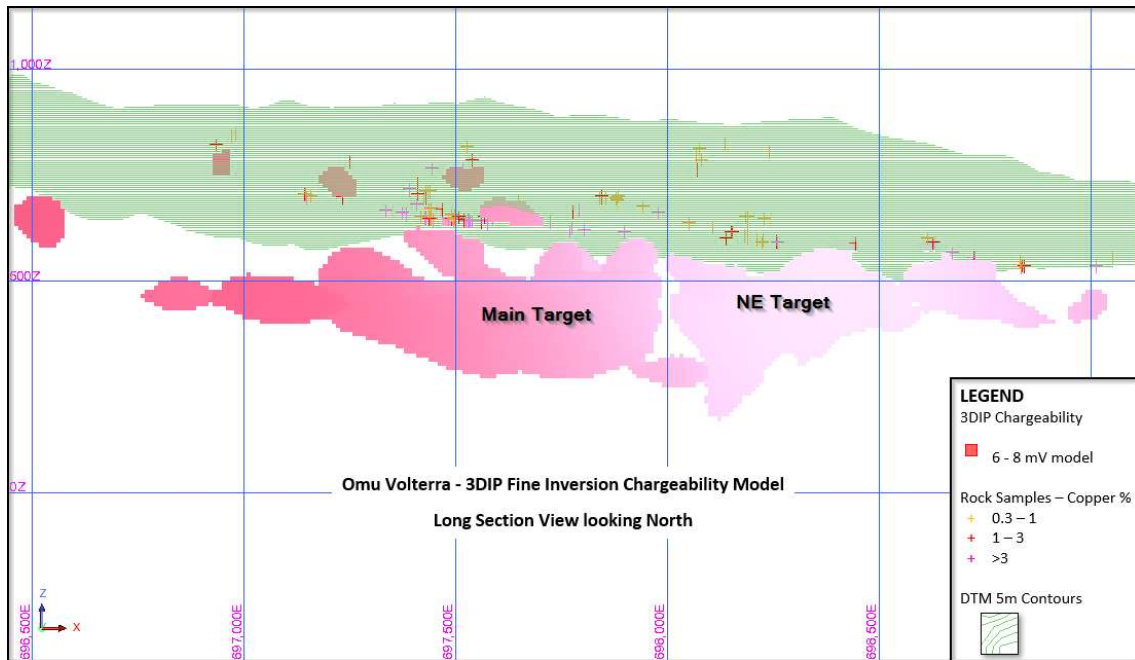 1,000Z
500Z
Main Target
NE Target
0Z
Omu Volterra - 3DIP Fine Inversion Chargeability Model
Long Section View looking North
LEGEND
3DIP Chargeability
6 - 8 mV model
Rock Samples – Copper %
0.3 – 1
1 – 3
>3
DTM 5m Contours
Z
X
696,500E
697,000E
697,500E
698,000E
698,500E